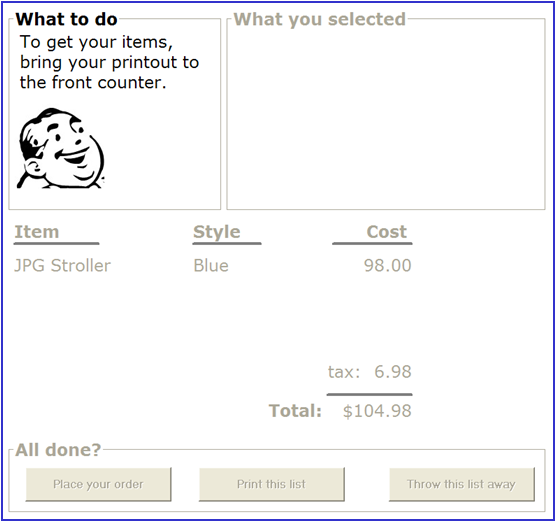 What to do
To get your items,
bring your printout to
the front counter.
What you selected
Item Style Cost
JPG Stroller Blue 98.00
tax: 6.98
Total: $104.98
All done?
Place your order Print this list Throw this list away